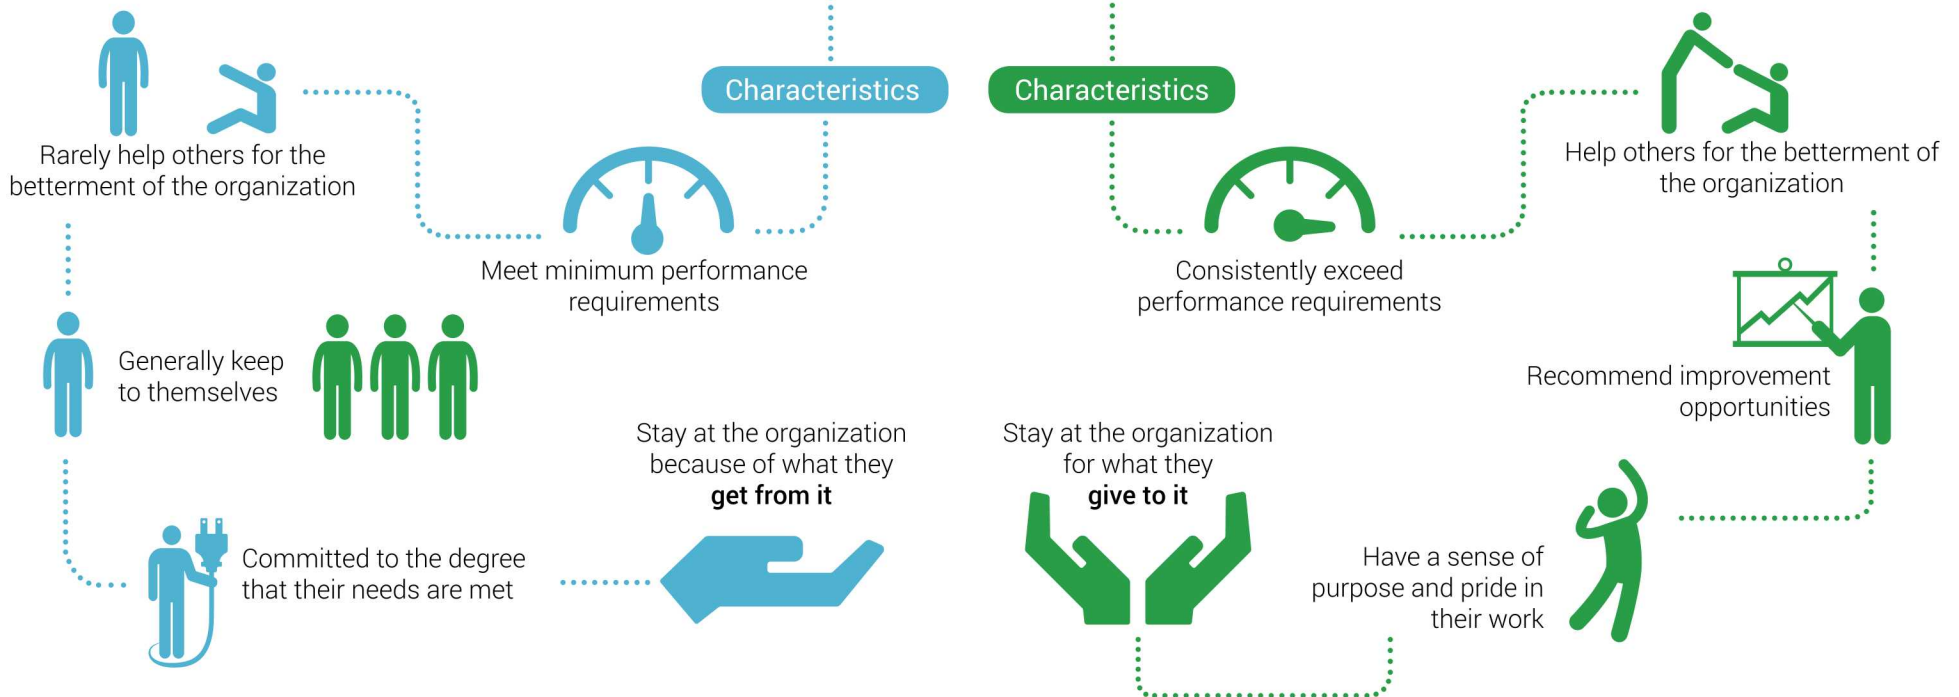 Characteristics
Meet minimum performance
requirements
Rarely help others for the
betterment of the organization
Generally keep
to themselves
Committed to the degree
that their needs are met
Stay at the organization
because of what they
get from it
Characteristics
Consistently exceed
performance requirements
Help others for the betterment of
the organization
Recommend improvement
opportunities
Have a sense of
purpose and pride in
their work
Stay at the organization
for what they
give to it